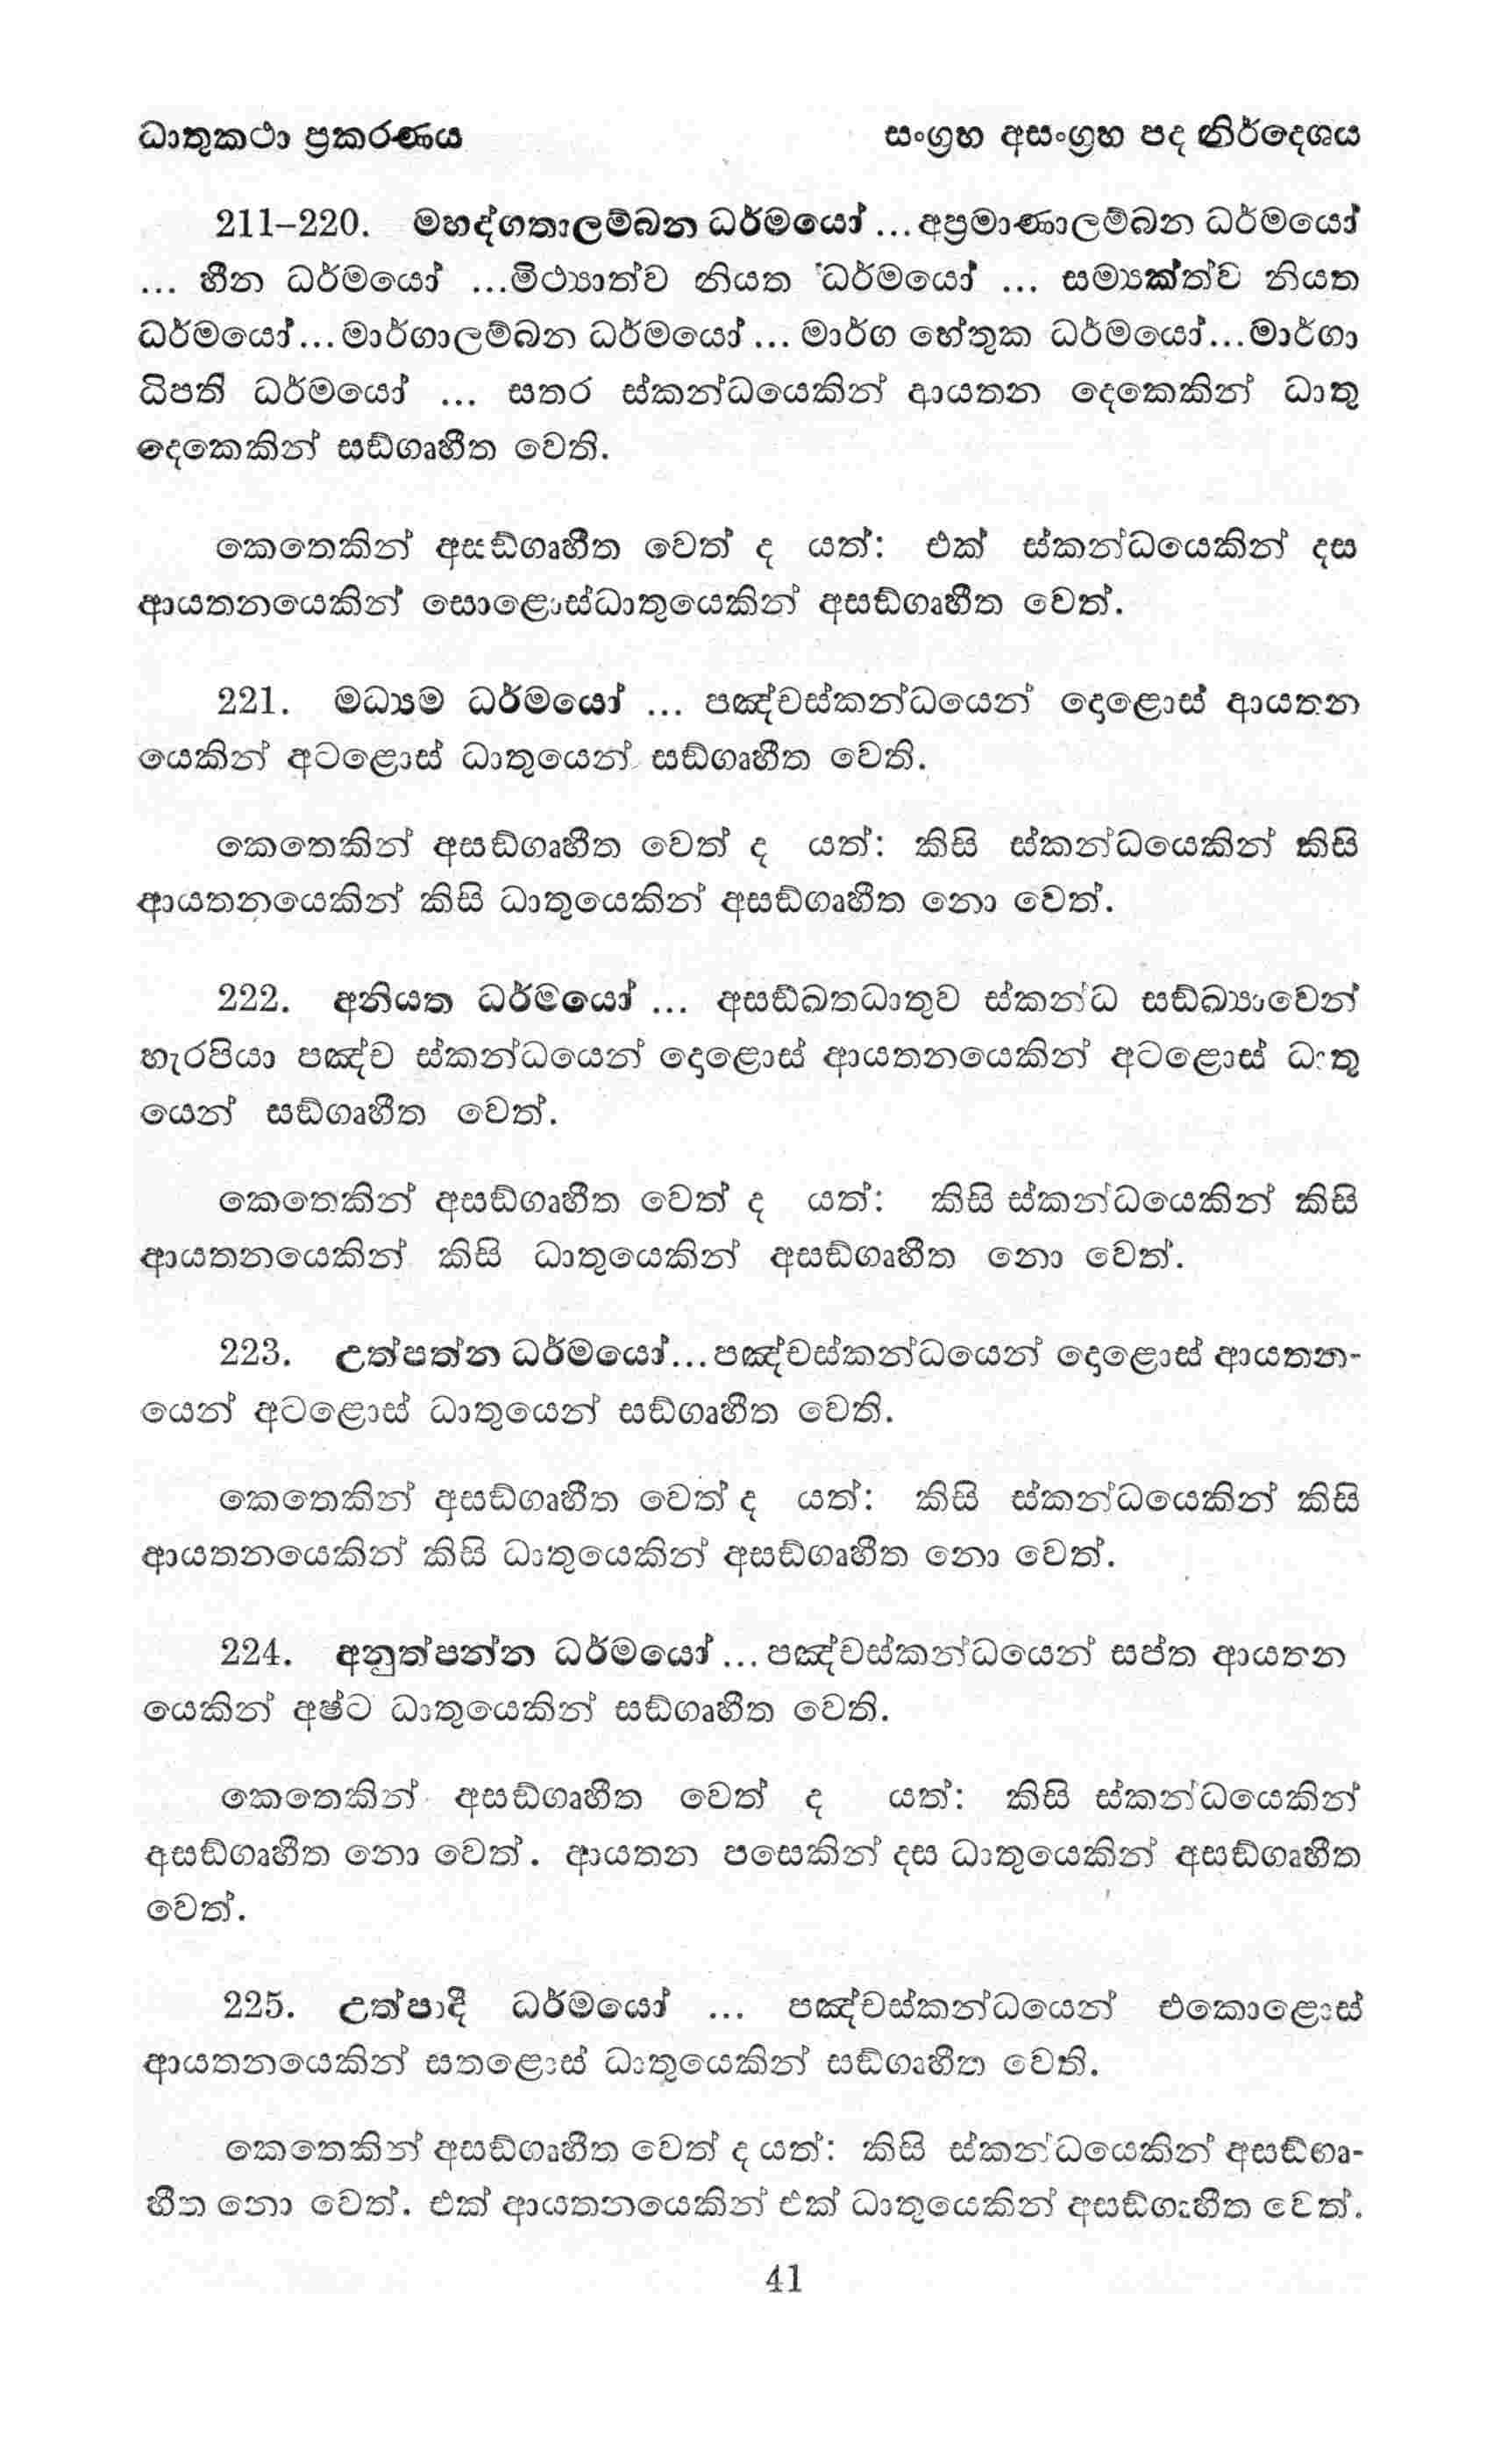 ධාතුකථා ප්‍රකරණය සංග්‍රහ අසංග්‍රහ පද නිර්දෙශය
211–220. මහද්ගතාලම්බන ධර්මයෝ ... අප්‍රමාණාලම්බන ධර්මයෝ
... හීන ධර්මයෝ ...මිථ්‍යාත්ව නියත ධර්මයෝ ... සම්‍යක්ත්ව නියත
ධර්මයෝ... මාර්ගාලම්බන ධර්මයෝ ... මාර්ග හේතුක ධර්මයෝ...මාර්ගා
ධිපති ධර්මයෝ ... සතර ස්කන්ධයෙකින් ආයතන දෙකෙකින් ධාතු
දෙකෙකින් සඞ්ගෘහීත වෙති.
කෙතෙකින් අසඞ්ගෘහීත වෙත් ද යත්: එක් ස්කන්ධයෙකින් දස
ආයතනයෙකින් සොළොස්ධාතුයෙකින් අසඞ්ගෘහීත වෙත්.
221. මධ්‍යම ධර්මයෝ ... පඤ්චස්කන්ධයෙන් දෙළොස් ආයතන
යෙකින් අටළොස් ධාතුයෙන් සඞ්ගෘහීත වෙති.
කෙතෙකින් අසඞ්ගෘහීත වෙත් ද යත්: කිසි ස්කන්ධයෙකින් කිසි
ආයතනයෙකින් කිසි ධාතුයෙකින් අසඞ්ගෘහීත නො වෙත්.
222. අනියත ධර්මයෝ ... අසඞ්ඛතධාතුව ස්කන්ධ සඞ්ඛ්‍යාවෙන්
හැරපියා පඤ්ච ස්කන්ධයෙන් දෙළොස් ආයතනයෙකින් අටළොස් ධාතු
යෙන් සඞ්ගෘහීත වෙත්.
කෙතෙකින් අසඞ්ගෘහීත වෙත් ද යත්: කිසි ස්කන්ධයෙකින් කිසි
ආයතනයෙකින් කිසි ධාතුයෙකින් අසඞ්ගෘහීත නො වෙත්.
223. උත්පත්න ධර්මයෝ...පඤ්චස්කන්ධයෙන් දෙළොස් ආයතන-
යෙන් අටළොස් ධාතුයෙන් සඞ්ගෘහීත වෙති.
කෙතෙකින් අසඞ්ගෘහීත වෙත් ද යත්: කිසි ස්කන්ධයෙකින් කිසි
ආයතනයෙකින් කිසි ධාතුයෙකින් අසඞ්ගෘහීත නො වෙත්.
224. අනුත්පන්න ධර්මයෝ ... පඤ්චස්කන්ධයෙන් සප්ත ආයතන
යෙකින් අෂ්ට ධාතුයෙකින් සඞ්ගෘහීත වෙති.
කෙතෙකින් අසඞ්ගෘහීත වෙත් ද යත්: කිසි ස්කන්ධයෙකින්
අසඞ්ගෘහීත නො වෙත්. ආයතන පසෙකින් දස ධාතුයෙකින් අසඞ්ගෘහීත
වෙත්.
225. උත්පාදී ධර්මයෝ ... පඤ්චස්කන්ධයෙන් එකොළොස්
ආයතනයෙකින් සතළොස් ධාතුයෙකින් සඞ්ගෘහීත වෙති.
කෙතෙකින් අසඞ්ගෘහීත වෙත් ද යත්: කිසි ස්කන්ධයෙකින් අසඞ්ගෘ-
හීත නො වෙත්. එක් ආයතනයෙකින් එක් ධාතුයෙකින් අසඞ්ගෘහීත වෙත්.
41